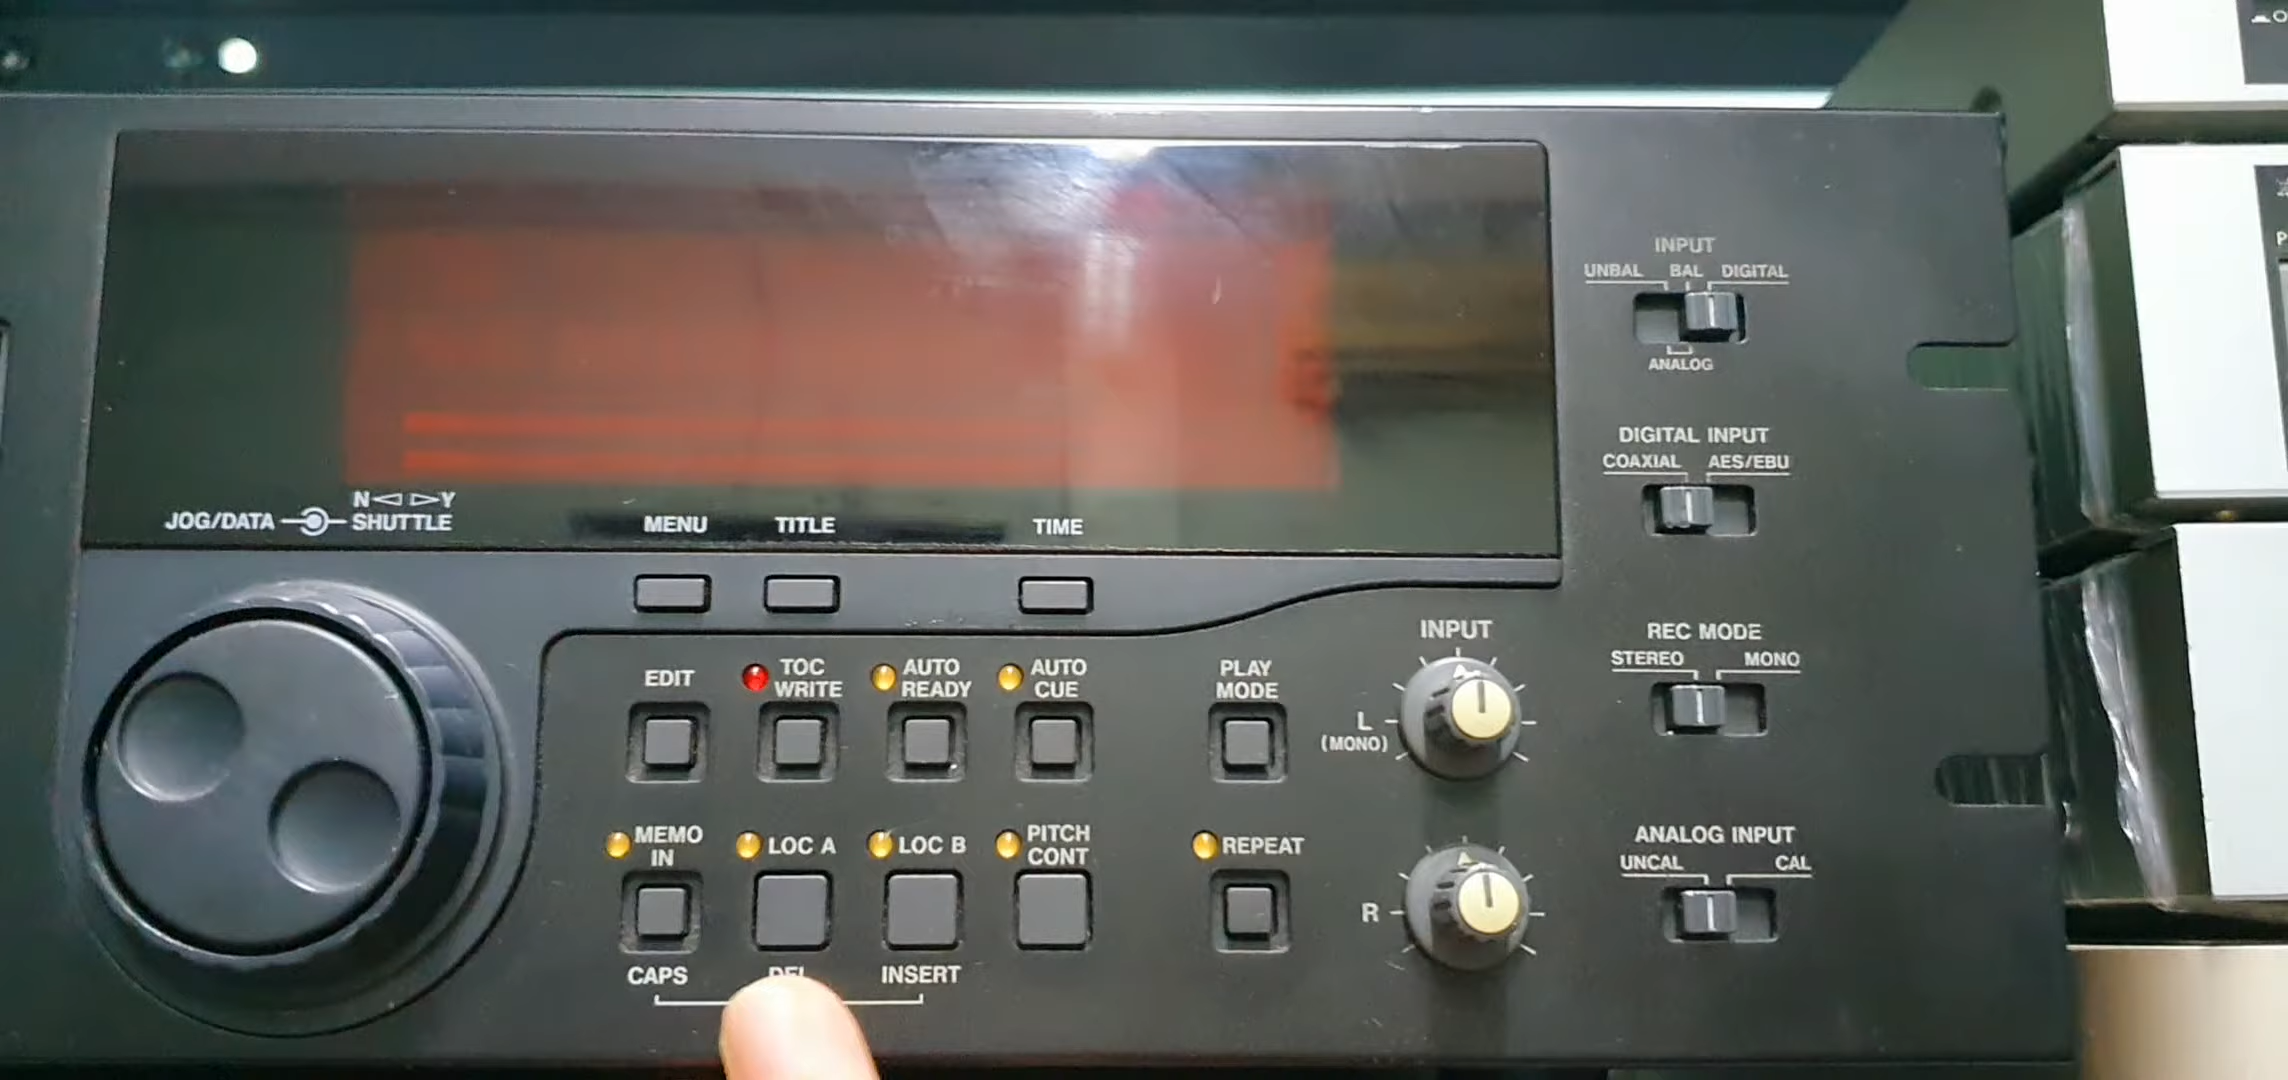 INPUT
UNBAL BAL DIGITAL
ANALOG
DIGITAL INPUT
COAXIAL AES/EBU
N Y
JOG/DATA SHUTTLE
MENU TITLE TIME
INPUT
REC MODE
STEREO MONO
EDIT
TOC
WRITE
AUTO
READY
AUTO
CUE
PLAY
MODE
L
(MONO)
MEMO
IN
LOC A
LOC B
PITCH
CONT
REPEAT
ANALOG INPUT
UNCAL CAL
R
CAPS
DEL
INSERT